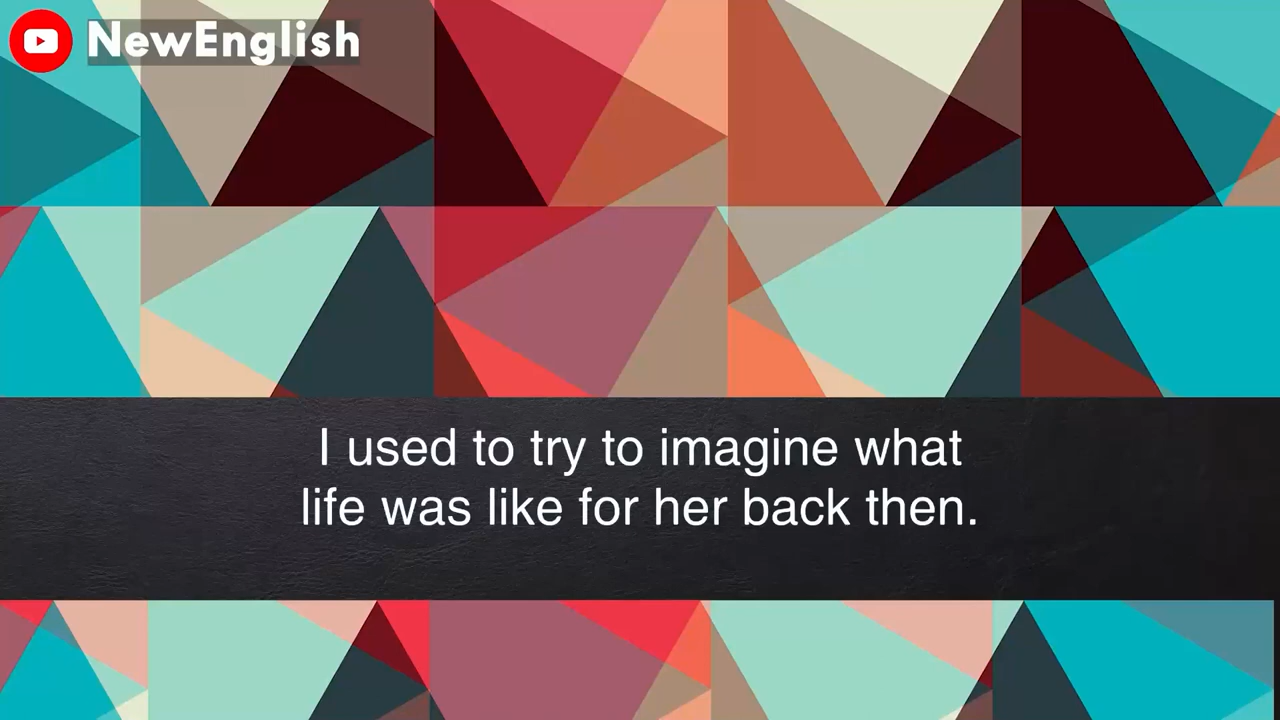 NewEnglish
I used to try to imagine what
life was like for her back then.